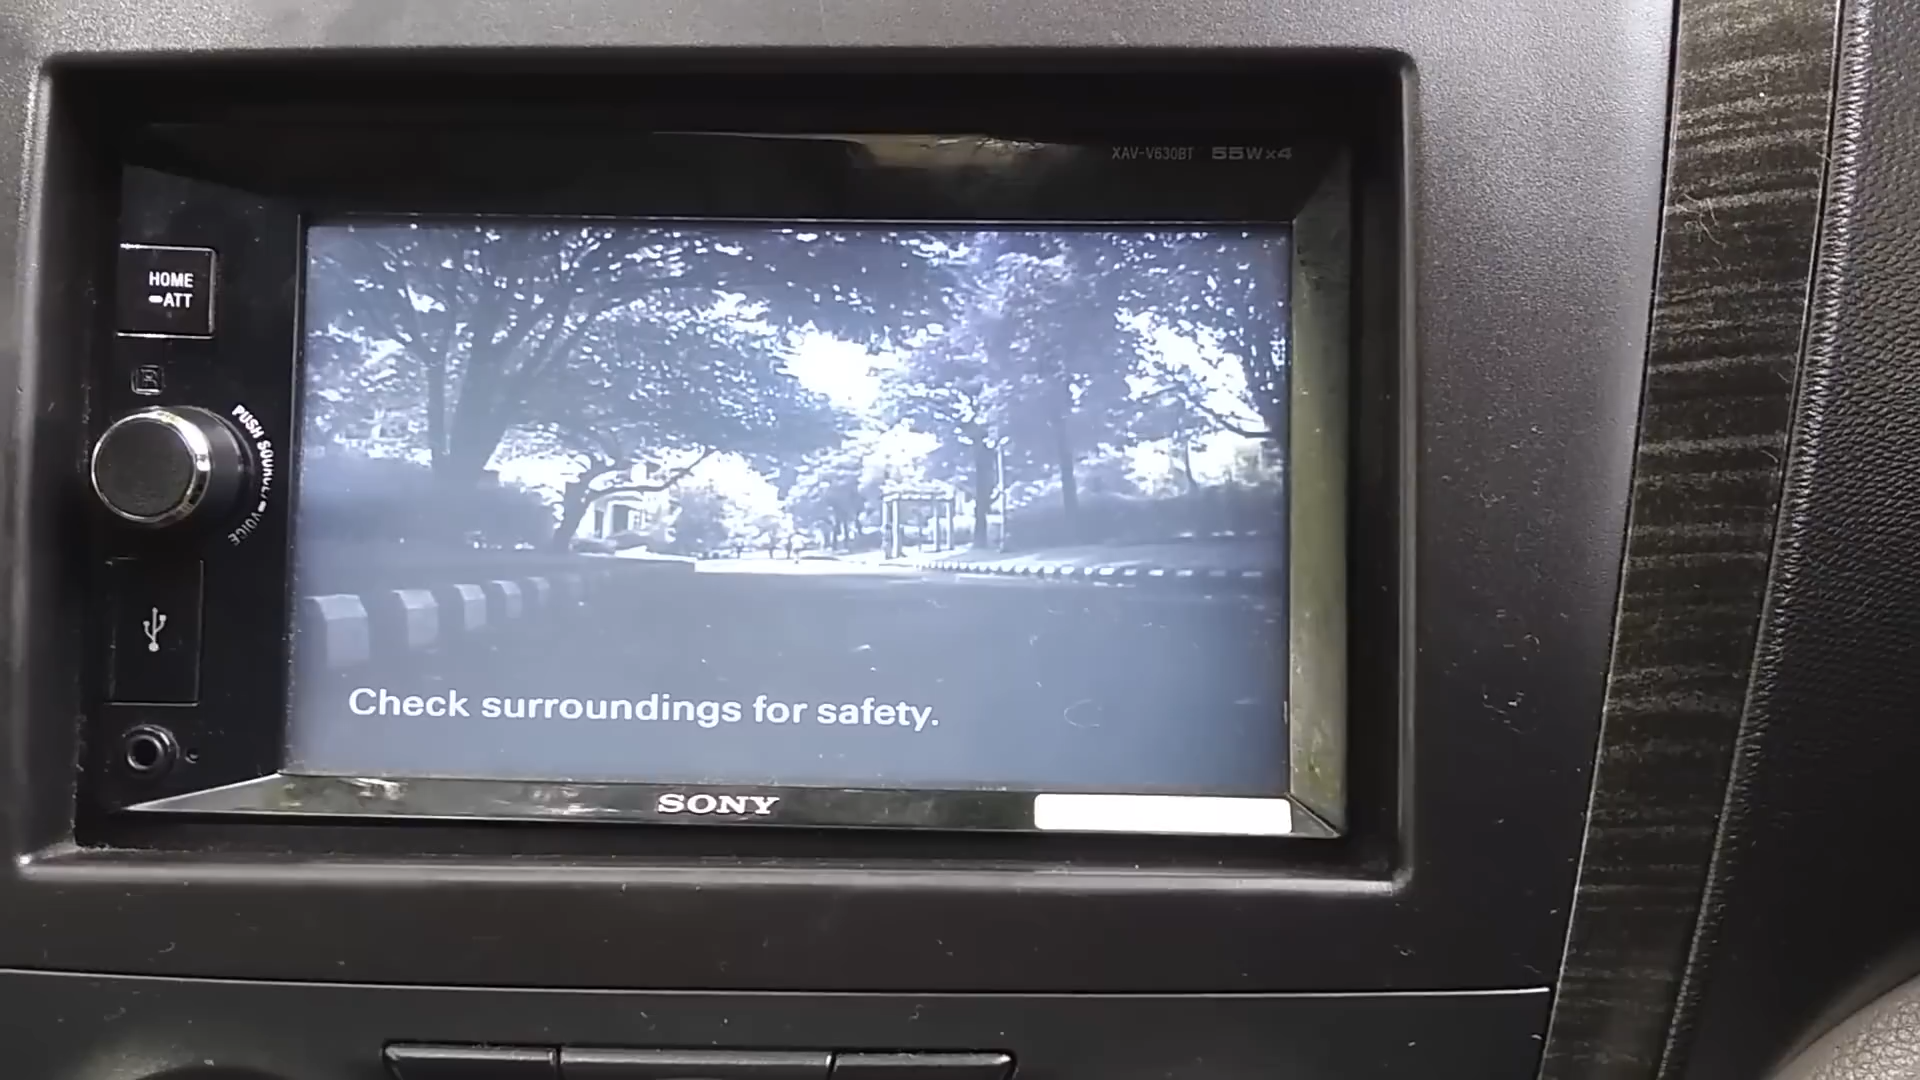 XAV-V630BT 55W×4
HOME
ATT
PUSH SOURCE / VOICE
Check surroundings for safety.
SONY